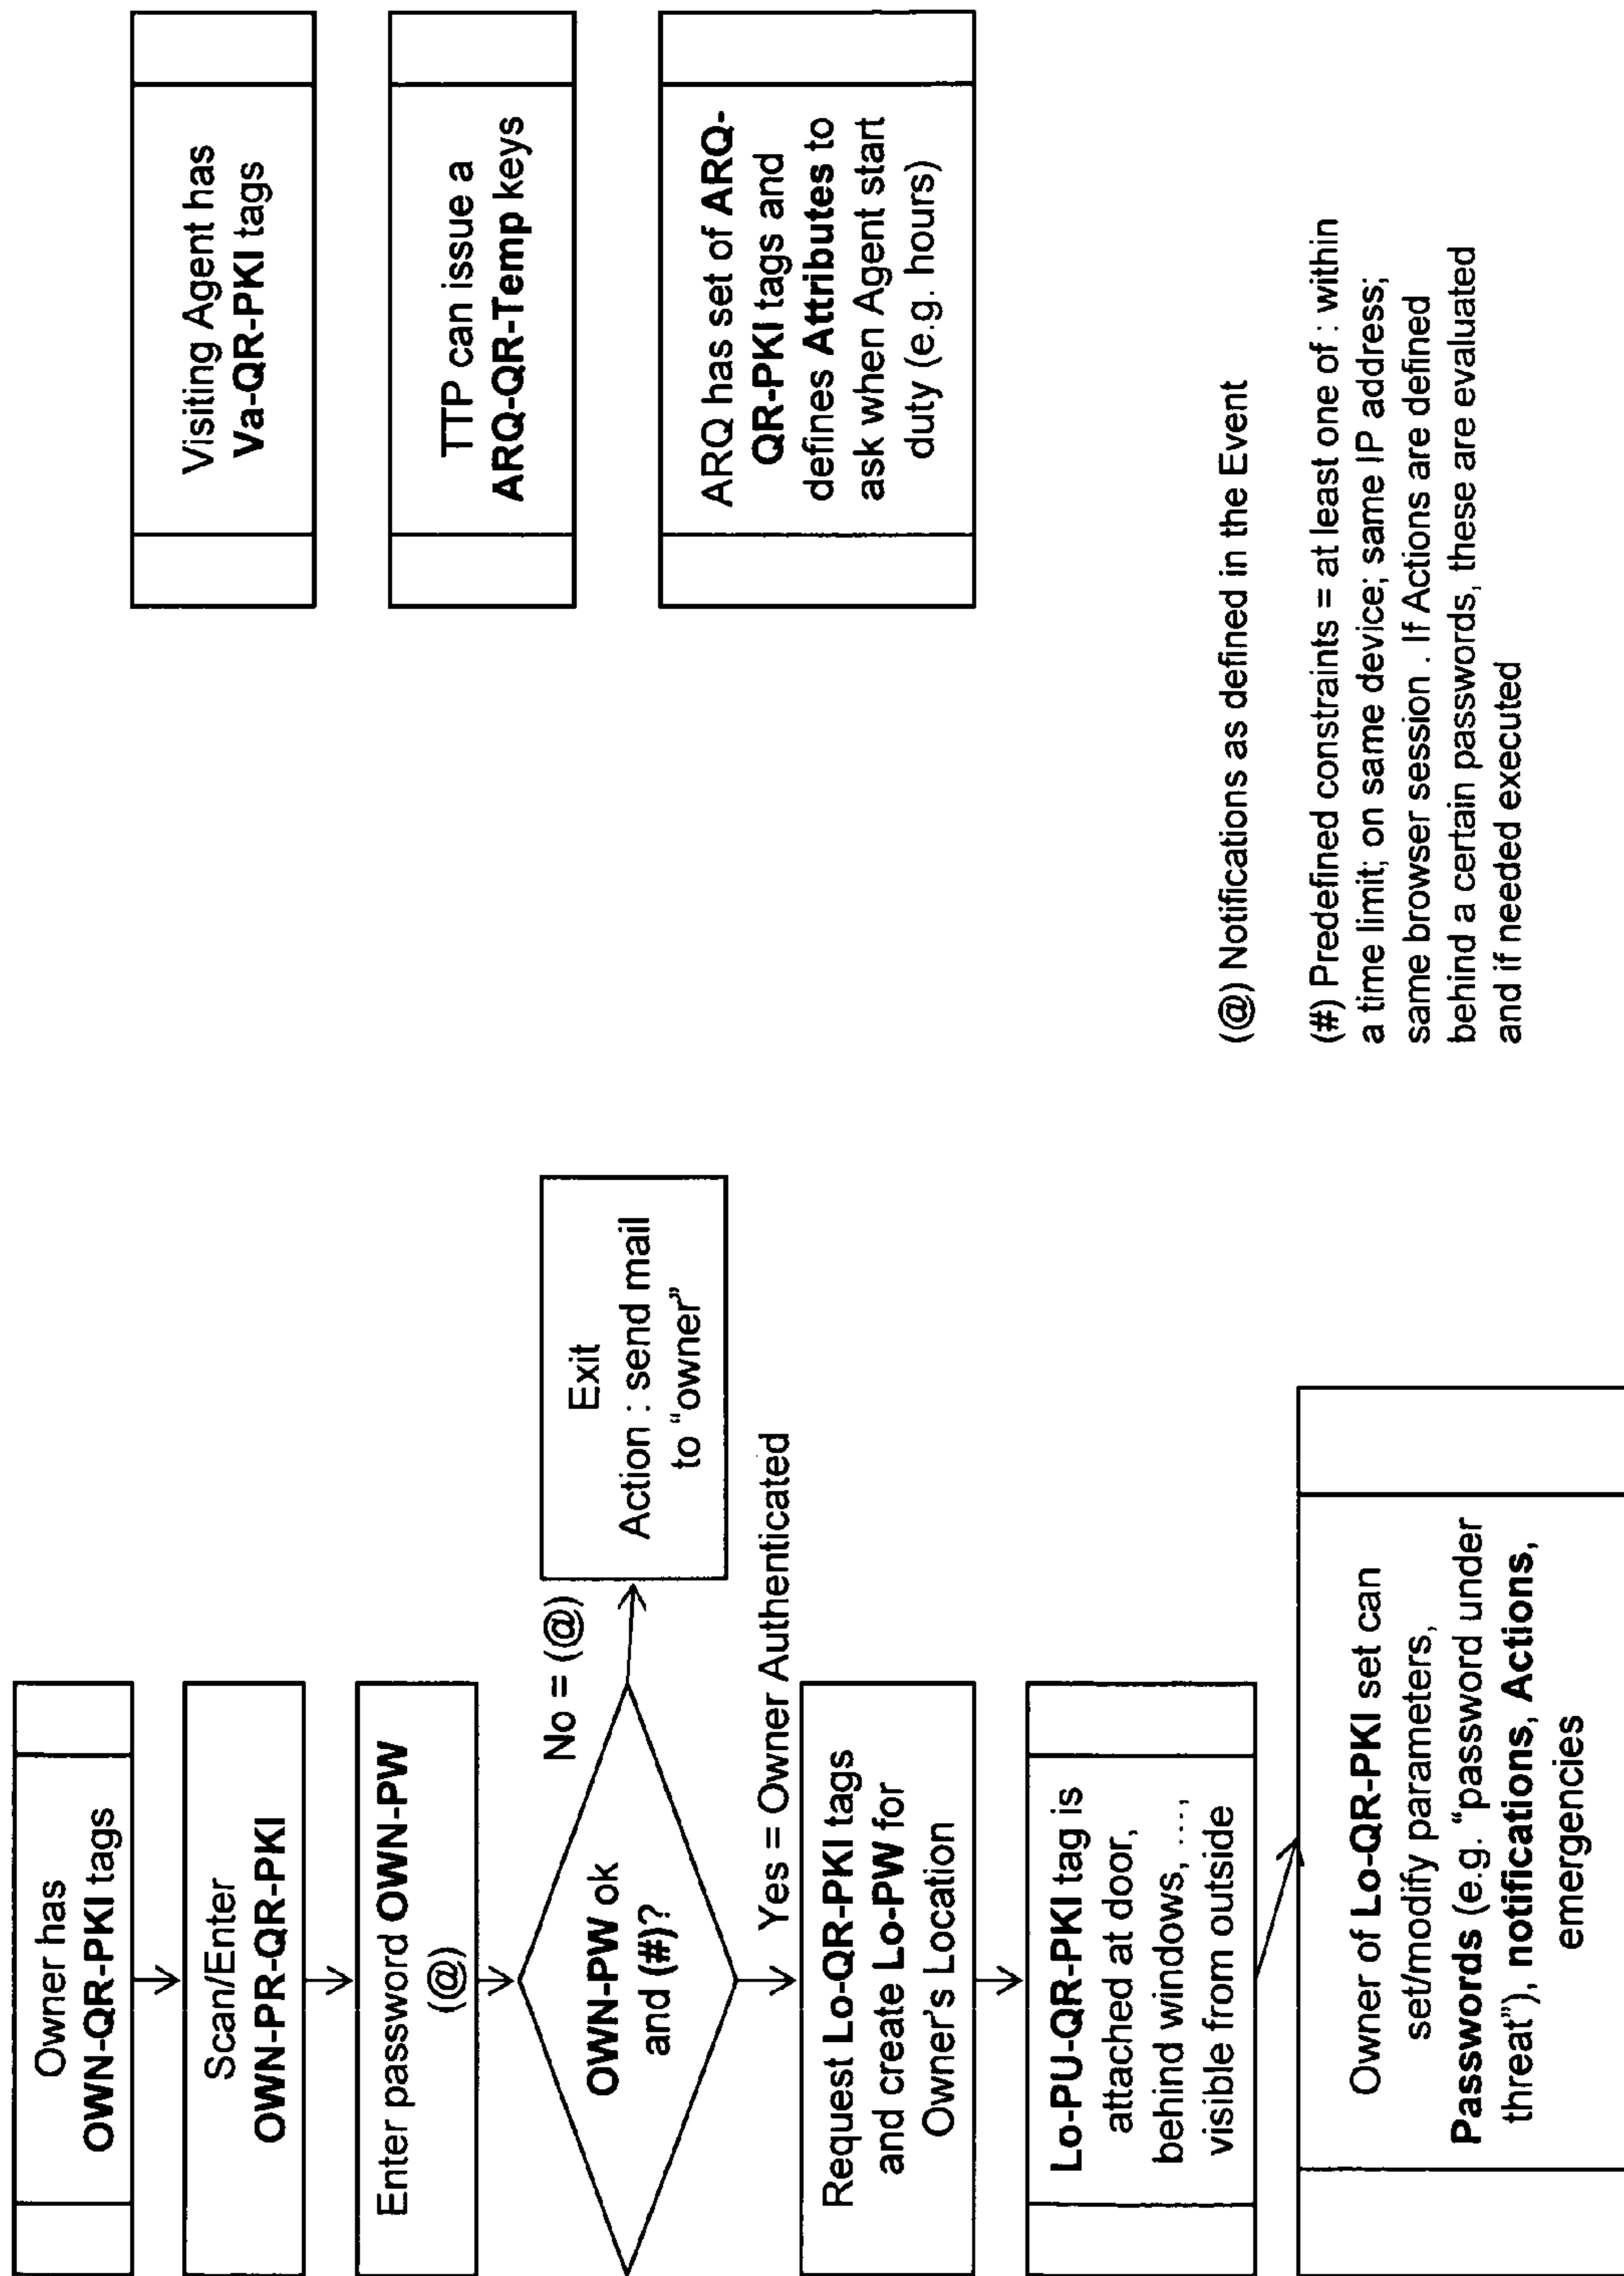 Owner has
OWN-QR-PKI tags
Scan/Enter
OWN-PR-QR-PKI
Enter password OWN-PW
(@)
OWN-PW ok
and (#)?
No = (@)
Exit
Action : send mail
to “owner”
Yes = Owner Authenticated
Request Lo-QR-PKI tags
and create Lo-PW for
Owner's Location
Lo-PU-QR-PKI tag is
attached at door,
behind windows, ...,
visible from outside
Owner of Lo-QR-PKI set can
set/modify parameters,
Passwords (e.g. “password under
threat”), notifications, Actions,
emergencies
Visiting Agent has
Va-QR-PKI tags
TTP can issue a
ARQ-QR-Temp keys
ARQ has set of ARQ-
QR-PKI tags and
defines Attributes to
ask when Agent start
duty (e.g. hours)
(@) Notifications as defined in the Event
(#) Predefined constraints = at least one of : within
a time limit; on same device; same IP address;
same browser session . If Actions are defined
behind a certain passwords, these are evaluated
and if needed executed